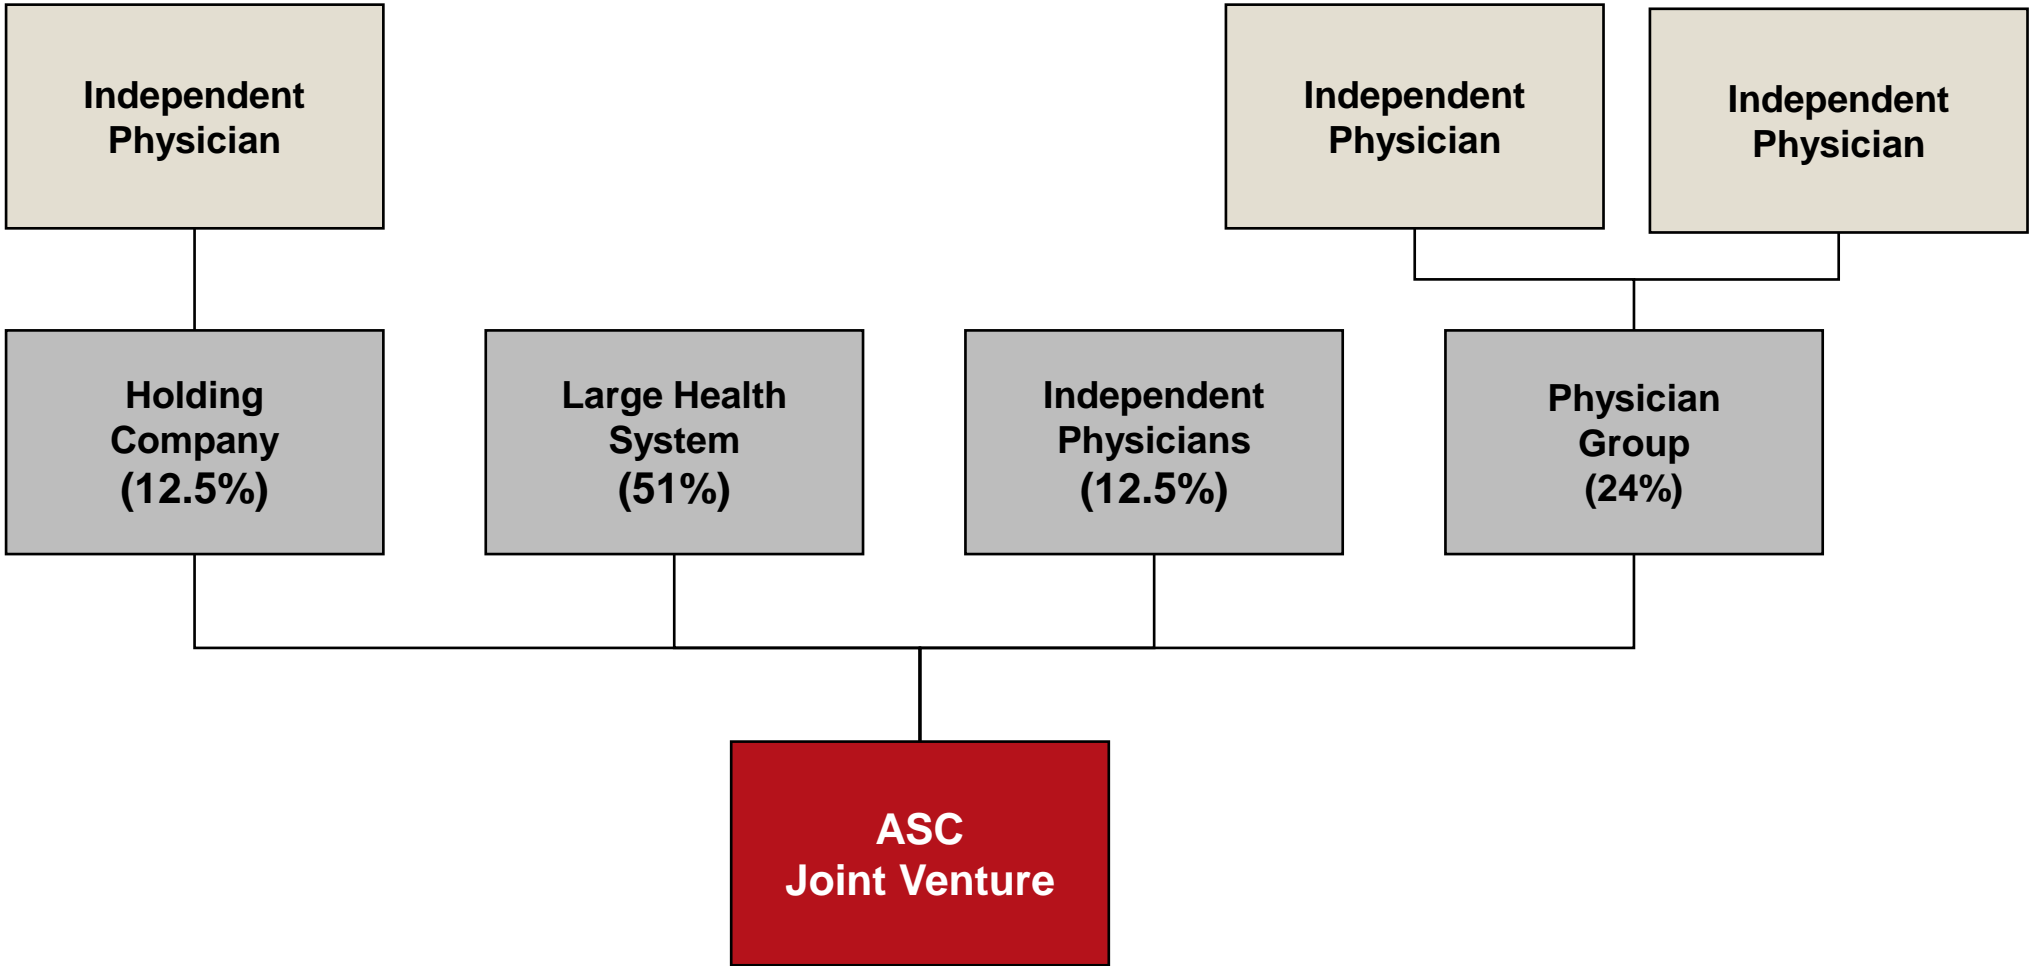 Independent
Physician
Independent
Physician
Independent
Physician
Holding
Company
(12.5%)
Large Health
System
(51%)
Independent
Physicians
(12.5%)
Physician
Group
(24%)
ASC
Joint Venture